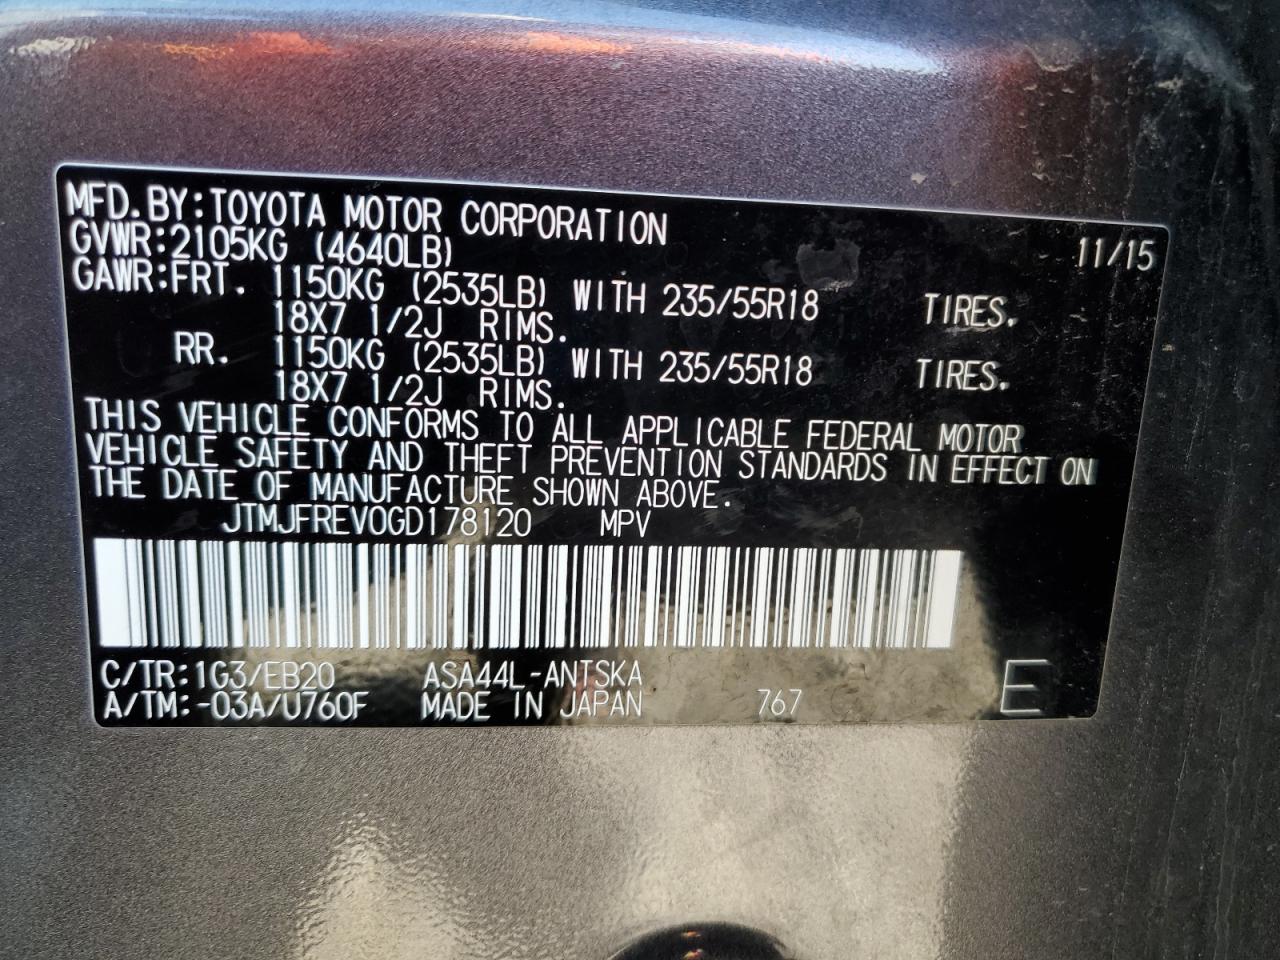 MFD.BY:TOYOTA MOTOR CORPORATION 11/15
GVWR:2105KG (4640LB)
GAWR:FRT. 1150KG (2535LB) WITH 235/55R18 TIRES.
18X7 1/2J RIMS.
RR. 1150KG (2535LB) WITH 235/55R18 TIRES.
18X7 1/2J RIMS.
THIS VEHICLE CONFORMS TO ALL APPLICABLE FEDERAL MOTOR
VEHICLE SAFETY AND THEFT PREVENTION STANDARDS IN EFFECT ON
THE DATE OF MANUFACTURE SHOWN ABOVE.
JTMJFREV0GD178120 MPV
C/TR:1G3/EB20 ASA44L-ANTSKA
A/TM:-03A/U760F MADE IN JAPAN 767 E